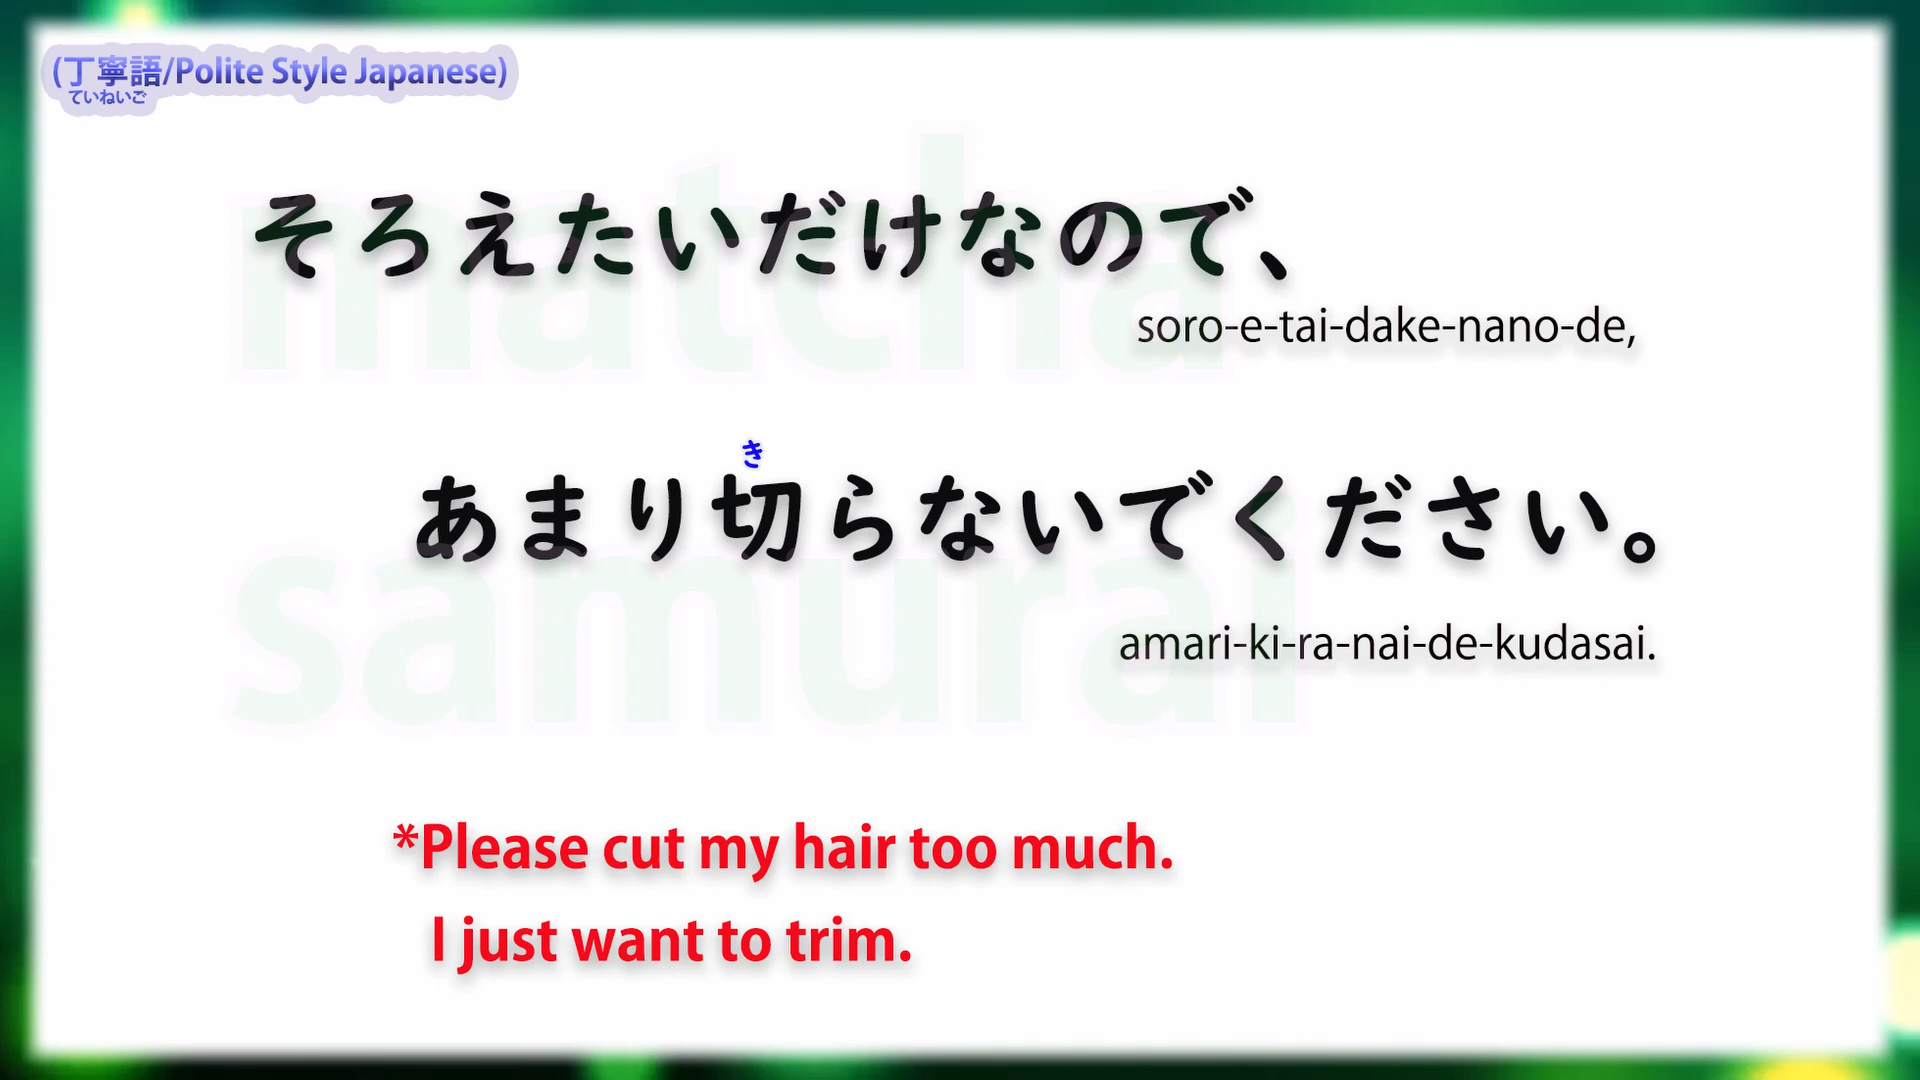 (丁寧語/Polite Style Japanese)
ていねいご
matcha
そろえたいだけなので、
soro-e-tai-dake-nano-de,
き
あまり切らないでください。
samurai
amari-ki-ra-nai-de-kudasai.
*Please cut my hair too much.
I just want to trim.